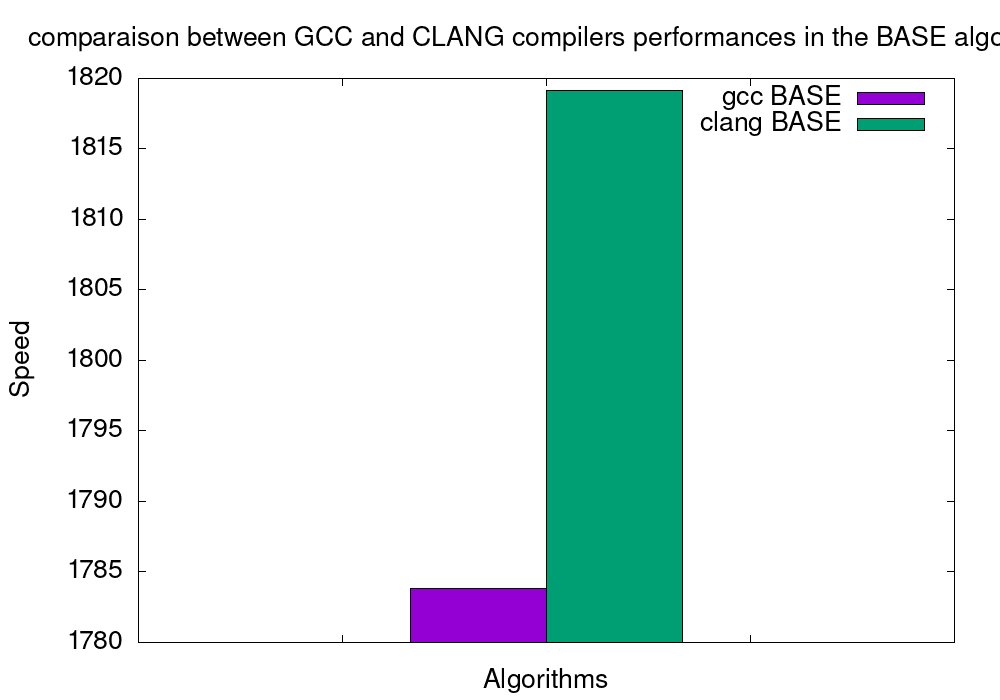 comparaison between GCC and CLANG compilers performances in the BASE algo
1820
gcc BASE
clang BASE
1815
1810
1805
1800
Speed
1795
1790
1785
1780
Algorithms